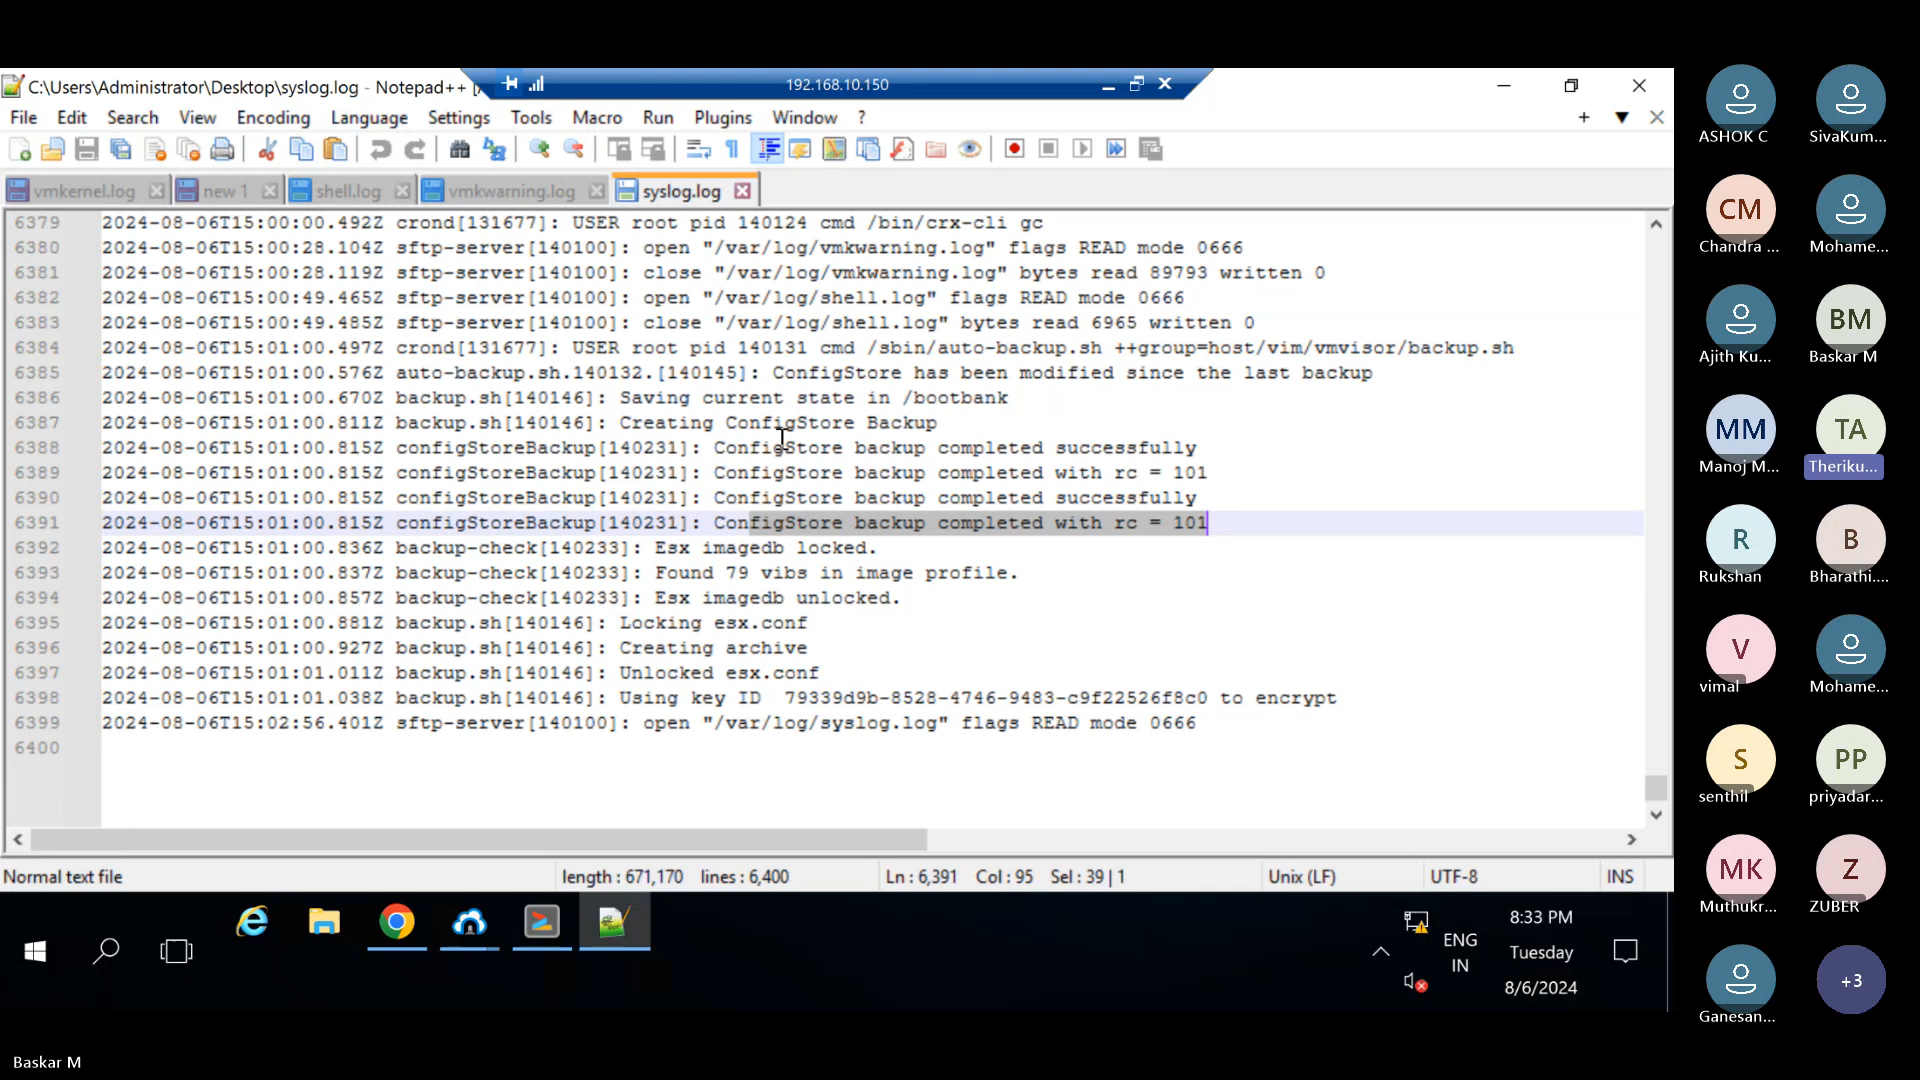 C:\Users\Administrator\Desktop\syslog.log - Notepad++ [
192.168.10.150
File Edit Search View Encoding Language Settings Tools Macro Run Plugins Window ?
vmkernel.log new 1 shell.log vmkwarning.log syslog.log
6379 2024-08-06T15:00:00.492Z crond[131677]: USER root pid 140124 cmd /bin/crx-cli gc
6380 2024-08-06T15:00:28.104Z sftp-server[140100]: open "/var/log/vmkwarning.log" flags READ mode 0666
6381 2024-08-06T15:00:28.119Z sftp-server[140100]: close "/var/log/vmkwarning.log" bytes read 89793 written 0
6382 2024-08-06T15:00:49.465Z sftp-server[140100]: open "/var/log/shell.log" flags READ mode 0666
6383 2024-08-06T15:00:49.485Z sftp-server[140100]: close "/var/log/shell.log" bytes read 6965 written 0
6384 2024-08-06T15:01:00.497Z crond[131677]: USER root pid 140131 cmd /sbin/auto-backup.sh ++group=host/vim/vmvisor/backup.sh
6385 2024-08-06T15:01:00.576Z auto-backup.sh.140132.[140145]: ConfigStore has been modified since the last backup
6386 2024-08-06T15:01:00.670Z backup.sh[140146]: Saving current state in /bootbank
6387 2024-08-06T15:01:00.811Z backup.sh[140146]: Creating ConfigStore Backup
6388 2024-08-06T15:01:00.815Z configStoreBackup[140231]: ConfigStore backup completed successfully
6389 2024-08-06T15:01:00.815Z configStoreBackup[140231]: ConfigStore backup completed with rc = 101
6390 2024-08-06T15:01:00.815Z configStoreBackup[140231]: ConfigStore backup completed successfully
6391 2024-08-06T15:01:00.815Z configStoreBackup[140231]: ConfigStore backup completed with rc = 101
6392 2024-08-06T15:01:00.836Z backup-check[140233]: Esx imagedb locked.
6393 2024-08-06T15:01:00.837Z backup-check[140233]: Found 79 vibs in image profile.
6394 2024-08-06T15:01:00.857Z backup-check[140233]: Esx imagedb unlocked.
6395 2024-08-06T15:01:00.881Z backup.sh[140146]: Locking esx.conf
6396 2024-08-06T15:01:00.927Z backup.sh[140146]: Creating archive
6397 2024-08-06T15:01:01.011Z backup.sh[140146]: Unlocked esx.conf
6398 2024-08-06T15:01:01.038Z backup.sh[140146]: Using key ID  79339d9b-8528-4746-9483-c9f22526f8c0 to encrypt
6399 2024-08-06T15:02:56.401Z sftp-server[140100]: open "/var/log/syslog.log" flags READ mode 0666
6400
Normal text file length : 671,170 lines : 6,400 Ln : 6,391 Col : 95 Sel : 39 | 1 Unix (LF) UTF-8 INS
ENG
IN
8:33 PM
Tuesday
8/6/2024
ASHOK C
SivaKum...
CM
Chandra ...
Mohame...
Ajith Ku...
BM
Baskar M
MM
Manoj M...
TA
Theriku...
R
Rukshan
B
Bharathi....
V
vimal
Mohame...
S
senthil
PP
priyadar...
MK
Muthukr...
Z
ZUBER
Ganesan...
+3
Baskar M